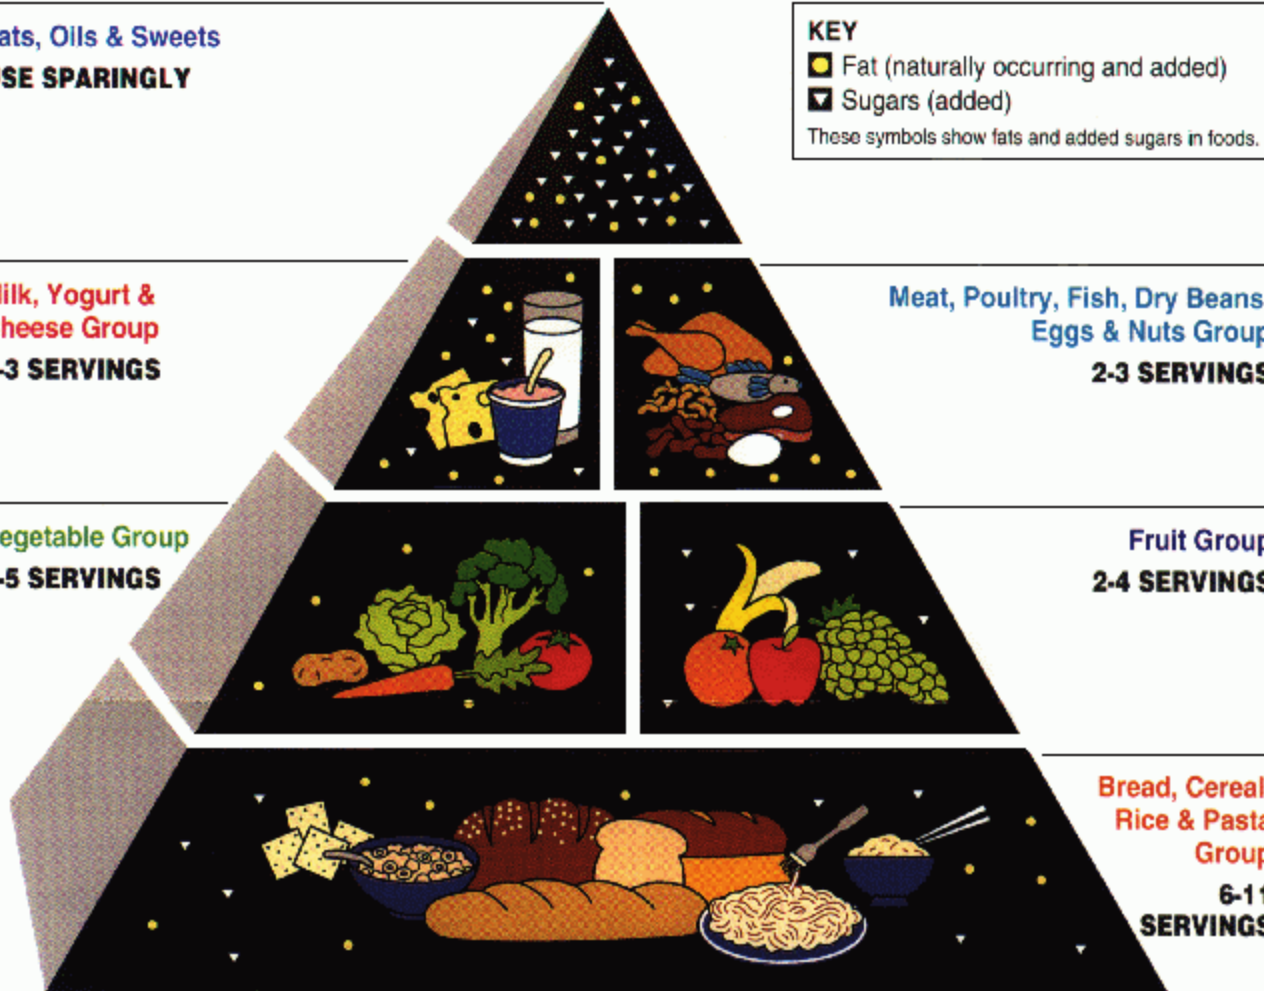 ats, Oils & Sweets
SE SPARINGLY
KEY
Fat (naturally occurring and added)
Sugars (added)
These symbols show fats and added sugars in foods.
ilk, Yogurt &
heese Group
-3 SERVINGS
Meat, Poultry, Fish, Dry Beans,
Eggs & Nuts Group
2-3 SERVINGS
egetable Group
-5 SERVINGS
Fruit Group
2-4 SERVINGS
Bread, Cereal,
Rice & Pasta
Group
6-11
SERVINGS